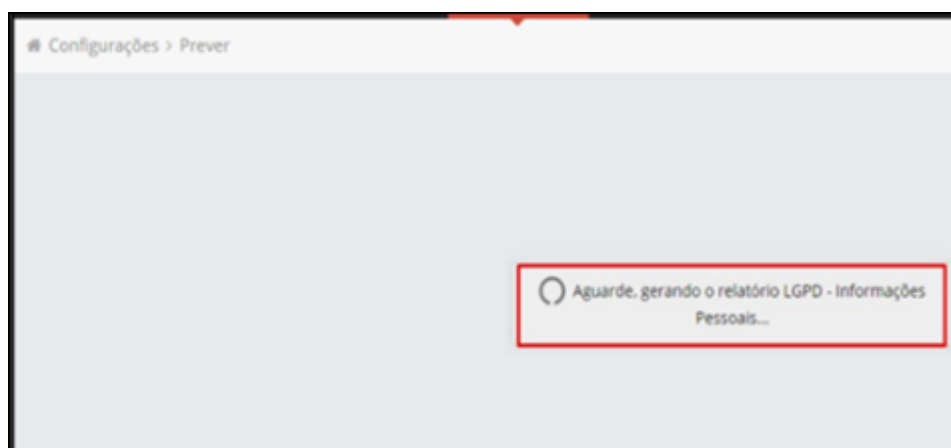 Configurações > Prever
Aguarde, gerando o relatório LGPD - Informações
Pessoais...